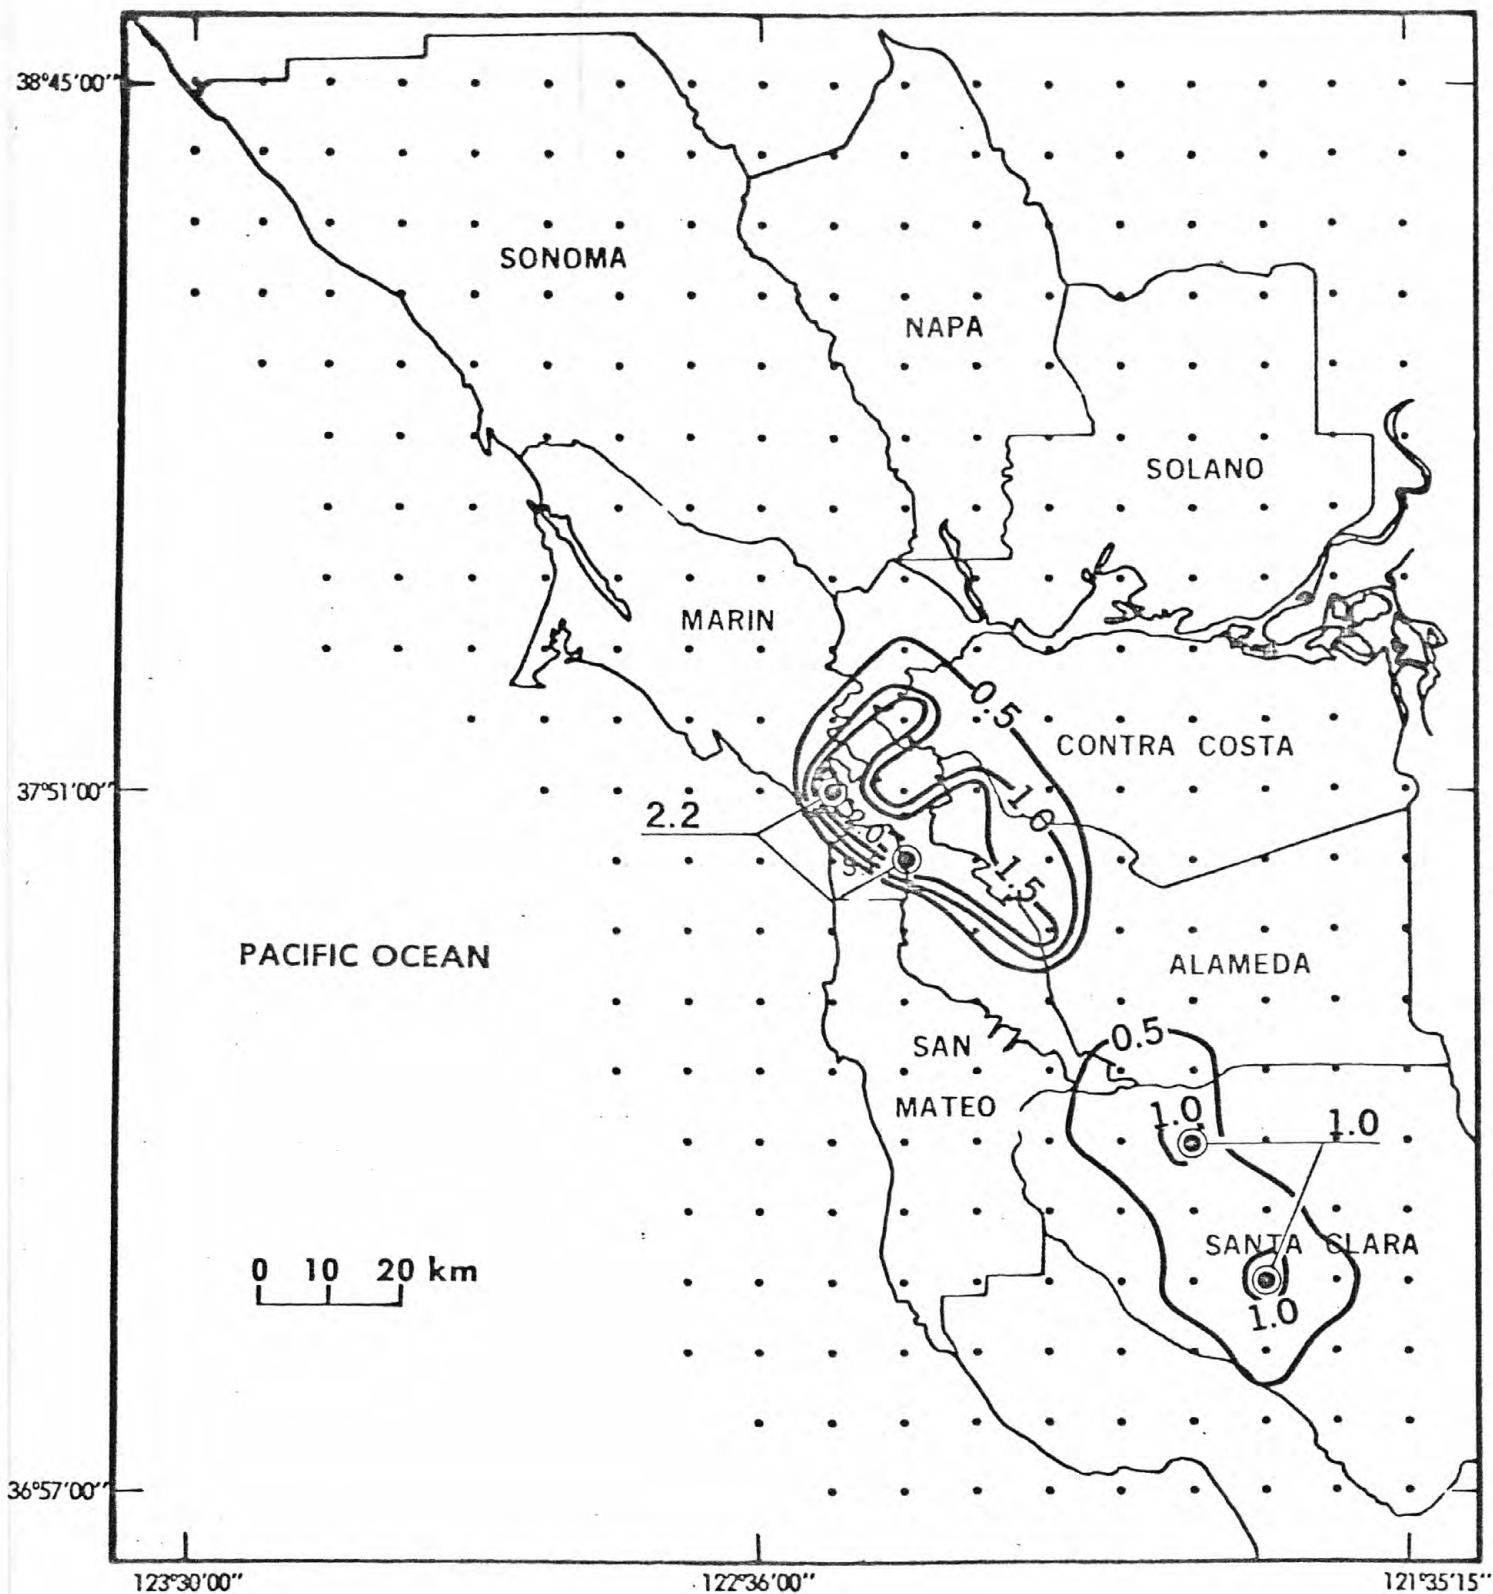 38°45'00"
SONOMA
NAPA
SOLANO
MARIN
0.5
CONTRA COSTA
37°51'00"
2.2
1.0
1.5
PACIFIC OCEAN
ALAMEDA
0.5
SAN
MATEO
1.0
1.0
SANTA CLARA
0 10 20 km
1.0
36°57'00"
123°30'00"
122°36'00"
121°35'15"